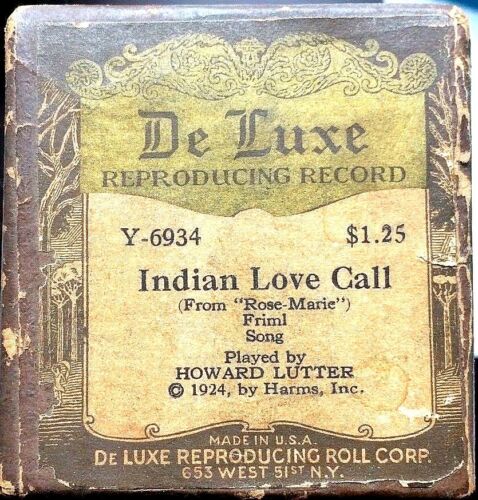 De Luxe
REPRODUCING RECORD
Y-6934 $1.25
Indian Love Call
(From "Rose-Marie")
Friml
Song
Played by
HOWARD LUTTER
© 1924, by Harms, Inc.
MADE IN U.S.A.
DE LUXE REPRODUCING ROLL CORP.
653 WEST 51ST N.Y.